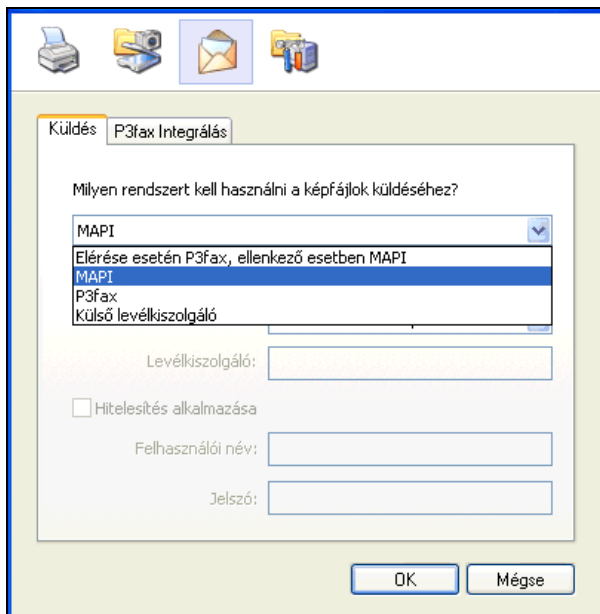 Küldés
P3fax Integrálás
Milyen rendszert kell használni a képfájlok küldéséhez?
MAPI
Elérése esetén P3fax, ellenkező esetben MAPI
MAPI
P3fax
Külső levélkiszolgáló
Levélkiszolgáló:
Hitelesítés alkalmazása
Felhasználói név:
Jelszó:
OK
Mégse